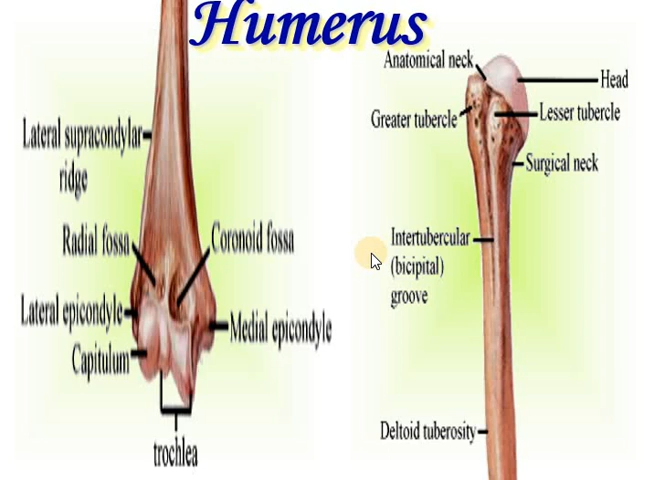 Humerus
Lateral supracondylar
ridge
Radial fossa
Coronoid fossa
Lateral epicondyle
Medial epicondyle
Capitulum
trochlea
Anatomical neck
Head
Greater tubercle
Lesser tubercle
Surgical neck
Intertubercular
(bicipital)
groove
Deltoid tuberosity